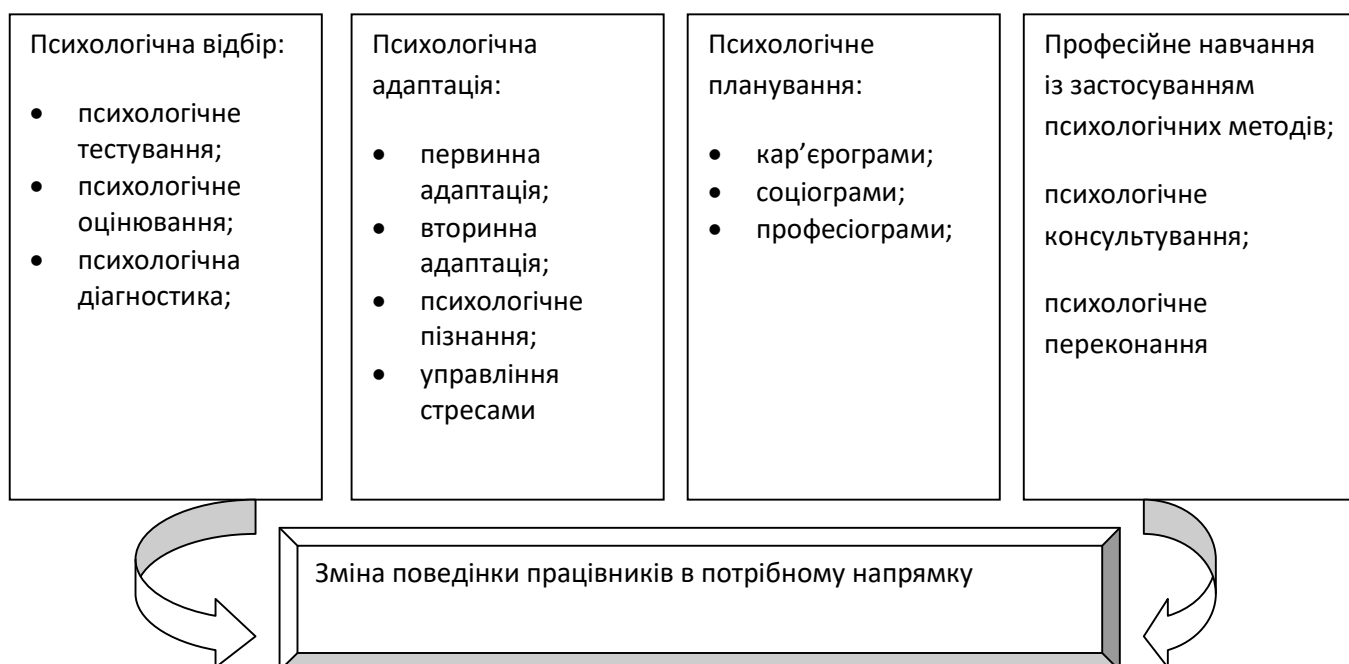 Психологічна відбір:
• психологічне
тестування;
• психологічне
оцінювання;
• психологічна
діагностика;
Психологічна
адаптація:
• первинна
адаптація;
• вторинна
адаптація;
• психологічне
пізнання;
• управління
стресами
Психологічне
планування:
• кар’єрограми;
• соціограми;
• професіограми;
Професійне навчання
із застосуванням
психологічних методів;
психологічне
консультування;
психологічне
переконання
Зміна поведінки працівників в потрібному напрямку